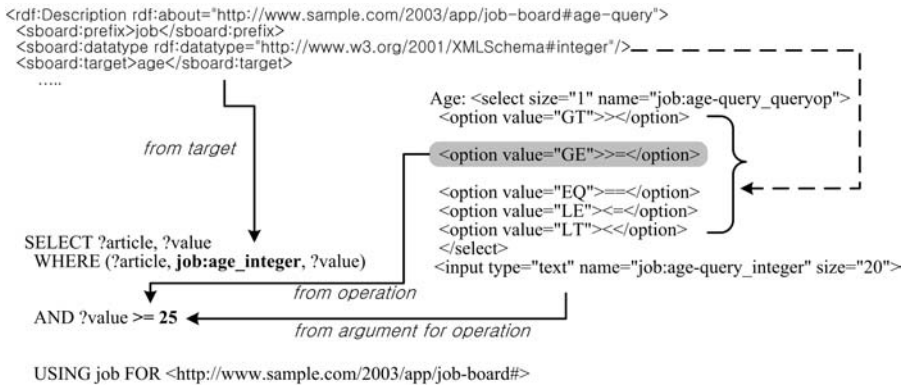 <rdf:Description rdf:about="http://www.sample.com/2003/app/job-board#age-query">
<sboard:prefix>job</sboard:prefix>
<sboard:datatype rdf:datatype="http://www.w3.org/2001/XMLSchema#integer"/>
<sboard:target>age</sboard:target>
.....
Age: <select size="1" name="job:age-query_queryop">
<option value="GT">></option>
from target
<option value="GE">>=</option>
<option value="EQ">==</option>
<option value="LE"><=</option>
<option value="LT"><</option>
</select>
<input type="text" name="job:age-query_integer" size="20">
SELECT ?article, ?value
WHERE (?article, job:age_integer, ?value)
from operation
AND ?value >= 25
from argument for operation
USING job FOR <http://www.sample.com/2003/app/job-board#>